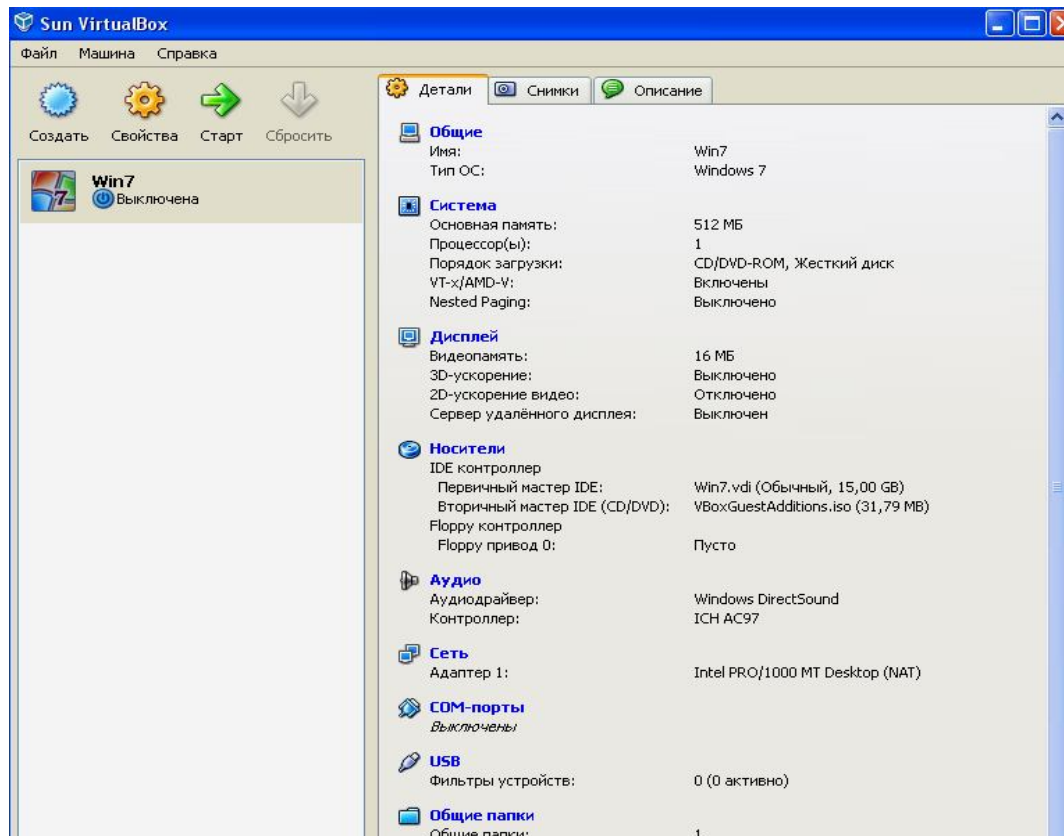 Sun VirtualBox
Файл Машина Справка
Создать Свойства Старт Сбросить
Win7
Выключена
Детали Снимки Описание
Общие
Имя: Win7
Тип ОС: Windows 7
Система
Основная память: 512 МБ
Процессор(ы): 1
Порядок загрузки: CD/DVD-ROM, Жесткий диск
VT-x/AMD-V: Включены
Nested Paging: Выключено
Дисплей
Видеопамять: 16 МБ
3D-ускорение: Выключено
2D-ускорение видео: Отключено
Сервер удалённого дисплея: Выключен
Носители
IDE контроллер
Первичный мастер IDE: Win7.vdi (Обычный, 15,00 GB)
Вторичный мастер IDE (CD/DVD): VBoxGuestAdditions.iso (31,79 MB)
Floppy контроллер
Floppy привод 0: Пусто
Аудио
Аудиодрайвер: Windows DirectSound
Контроллер: ICH AC97
Сеть
Адаптер 1: Intel PRO/1000 MT Desktop (NAT)
COM-порты
Выключены
USB
Фильтры устройств: 0 (0 активно)
Общие папки
Общие папки: 1